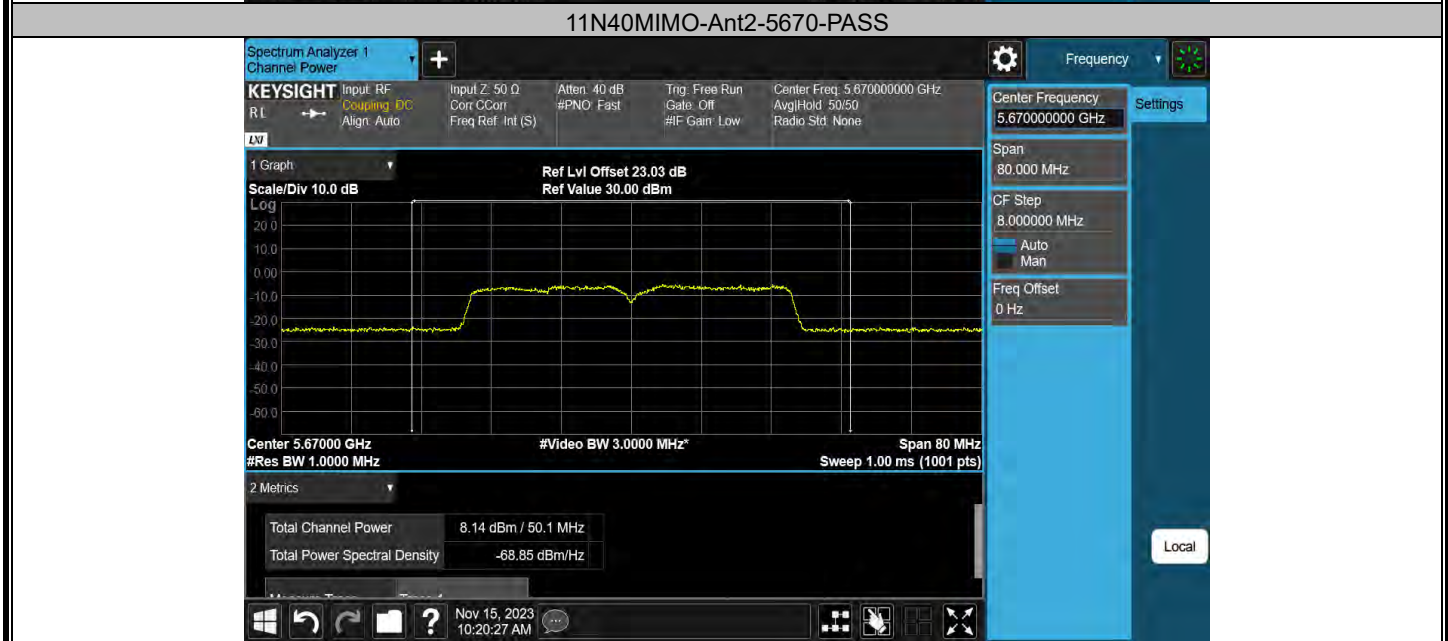 11N40MIMO-Ant2-5670-PASS
Spectrum Analyzer 1
Channel Power
+
Frequency
KEYSIGHT
RL
LXI
Input: RF
Coupling: DC
Align: Auto
Input Z: 50 Ω
Corr CCorr
Freq Ref: Int (S)
Atten: 40 dB
#PNO: Fast
Trig: Free Run
Gate: Off
#IF Gain: Low
Center Freq: 5.670000000 GHz
Avg|Hold: 50/50
Radio Std: None
Center Frequency
5.670000000 GHz
Settings
Span
80.000 MHz
CF Step
8.000000 MHz
Auto
Man
Freq Offset
0 Hz
1 Graph
Scale/Div 10.0 dB
Ref Lvl Offset 23.03 dB
Ref Value 30.00 dBm
Log
20.0
10.0
0.00
-10.0
-20.0
-30.0
-40.0
-50.0
-60.0
Center 5.67000 GHz
#Res BW 1.0000 MHz
#Video BW 3.0000 MHz*
Span 80 MHz
Sweep 1.00 ms (1001 pts)
2 Metrics
Total Channel Power 8.14 dBm / 50.1 MHz
Total Power Spectral Density -68.85 dBm/Hz
Local
?
Nov 15, 2023
10:20:27 AM